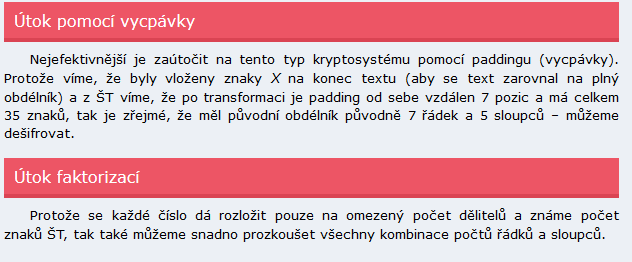 Útok pomocí vycpávky
Nejefektivnější je zaútočit na tento typ kryptosystému pomocí paddingu (vycpávky).
Protože víme, že byly vloženy znaky X na konec textu (aby se text zarovnal na plný
obdélník) a z ŠT víme, že po transformaci je padding od sebe vzdálen 7 pozic a má celkem
35 znaků, tak je zřejmé, že měl původní obdélník původně 7 řádek a 5 sloupců – můžeme
dešifrovat.
Útok faktorizací
Protože se každé číslo dá rozložit pouze na omezený počet dělitelů a známe počet
znaků ŠT, tak také můžeme snadno prozkoušet všechny kombinace počtů řádků a sloupců.